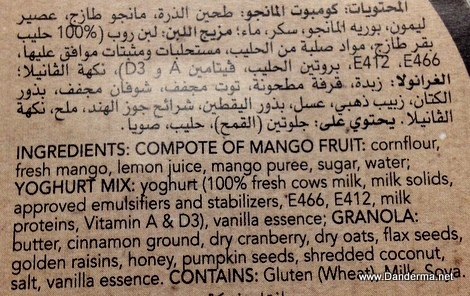 المحتويات: كومبوت المانجو: طحين الذرة، مانجو طازج، عصير
ليمون، بوريه المانجو، سكر، ماء؛ مزيج اللبن: لبن روب (100% حليب
بقر طازج، مواد صلبة من الحليب، مستحلبات ومثبتات موافق عليها،
E466، E412، بروتين الحليب، فيتامين A و D3)، نكهة الفانيلا؛
الغرانولا: زبدة، قرفة مطحونة، توت مجفف، شوفان مجفف، بذور
الكتان، زبيب ذهبي، عسل، بذور اليقطين، شرائح جوز الهند، ملح، نكهة
الفانيلا. يحتوي على: جلوتين (القمح)، حليب، صويا.
INGREDIENTS: COMPOTE OF MANGO FRUIT: cornflour,
fresh mango, lemon juice, mango puree, sugar, water;
YOGHURT MIX: yoghurt (100% fresh cows milk, milk solids,
approved emulsifiers and stabilizers, E466, E412, milk
proteins, Vitamin A & D3), vanilla essence; GRANOLA:
butter, cinnamon ground, dry cranberry, dry oats, flax seeds,
golden raisins, honey, pumpkin seeds, shredded coconut,
salt, vanilla essence. CONTAINS: Gluten (Wheat), Milk, Soya.
www.Danderma.net